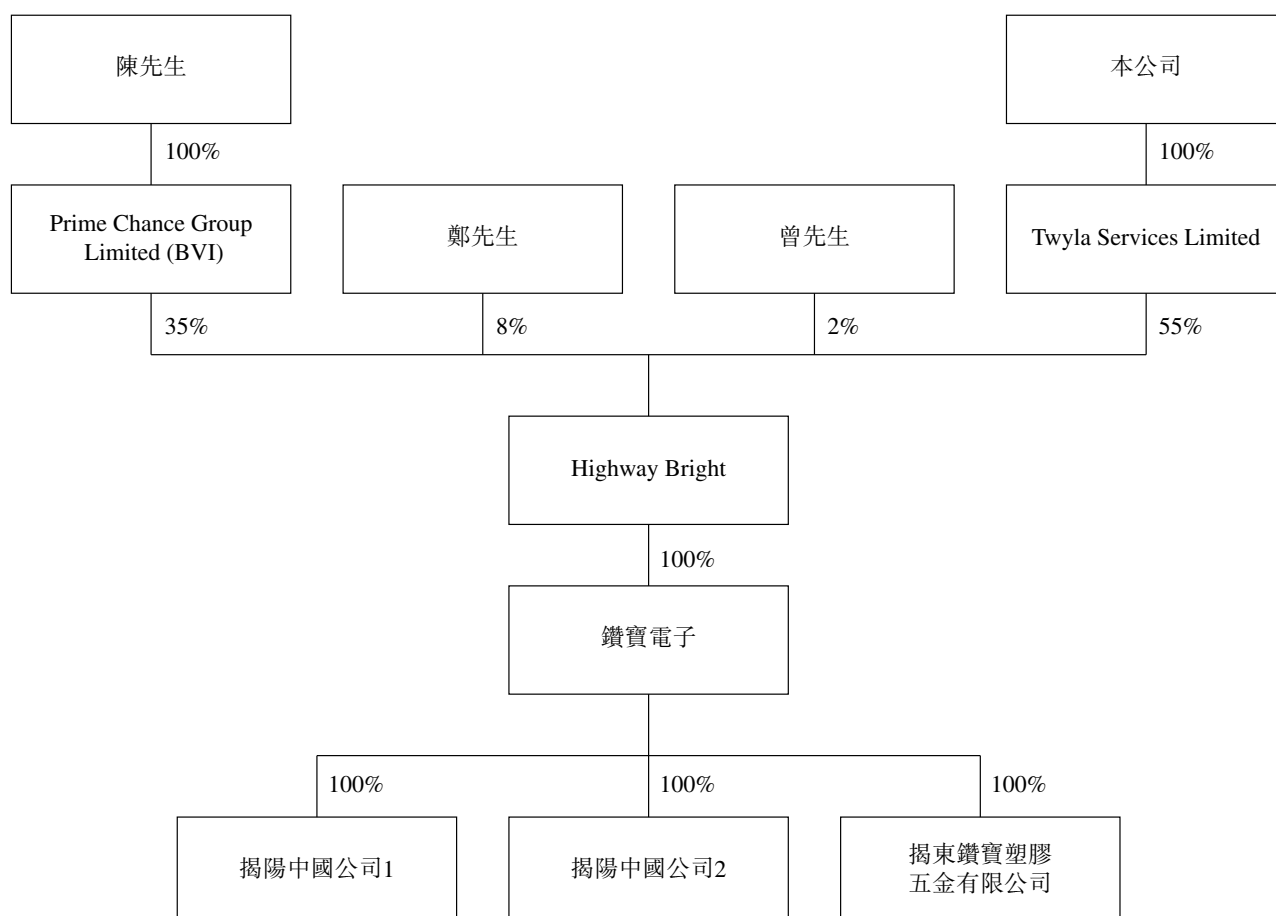 陳先生
本公司
100%
100%
Prime Chance Group
Limited (BVI)
鄭先生
曾先生
Twyla Services Limited
35%
8%
2%
55%
Highway Bright
100%
鑽寶電子
100%
100%
100%
揭陽中國公司1
揭陽中國公司2
揭東鑽寶塑膠
五金有限公司